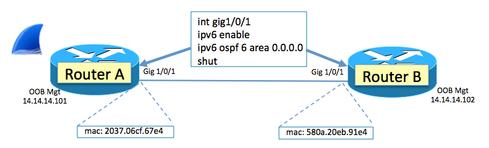 int gig1/0/1
ipv6 enable
ipv6 ospf 6 area 0.0.0.0
shut
Router A
Gig 1/0/1
Gig 1/0/1
Router B
OOB Mgt
14.14.14.101
OOB Mgt
14.14.14.102
mac: 2037.06cf.67e4
mac: 580a.20eb.91e4